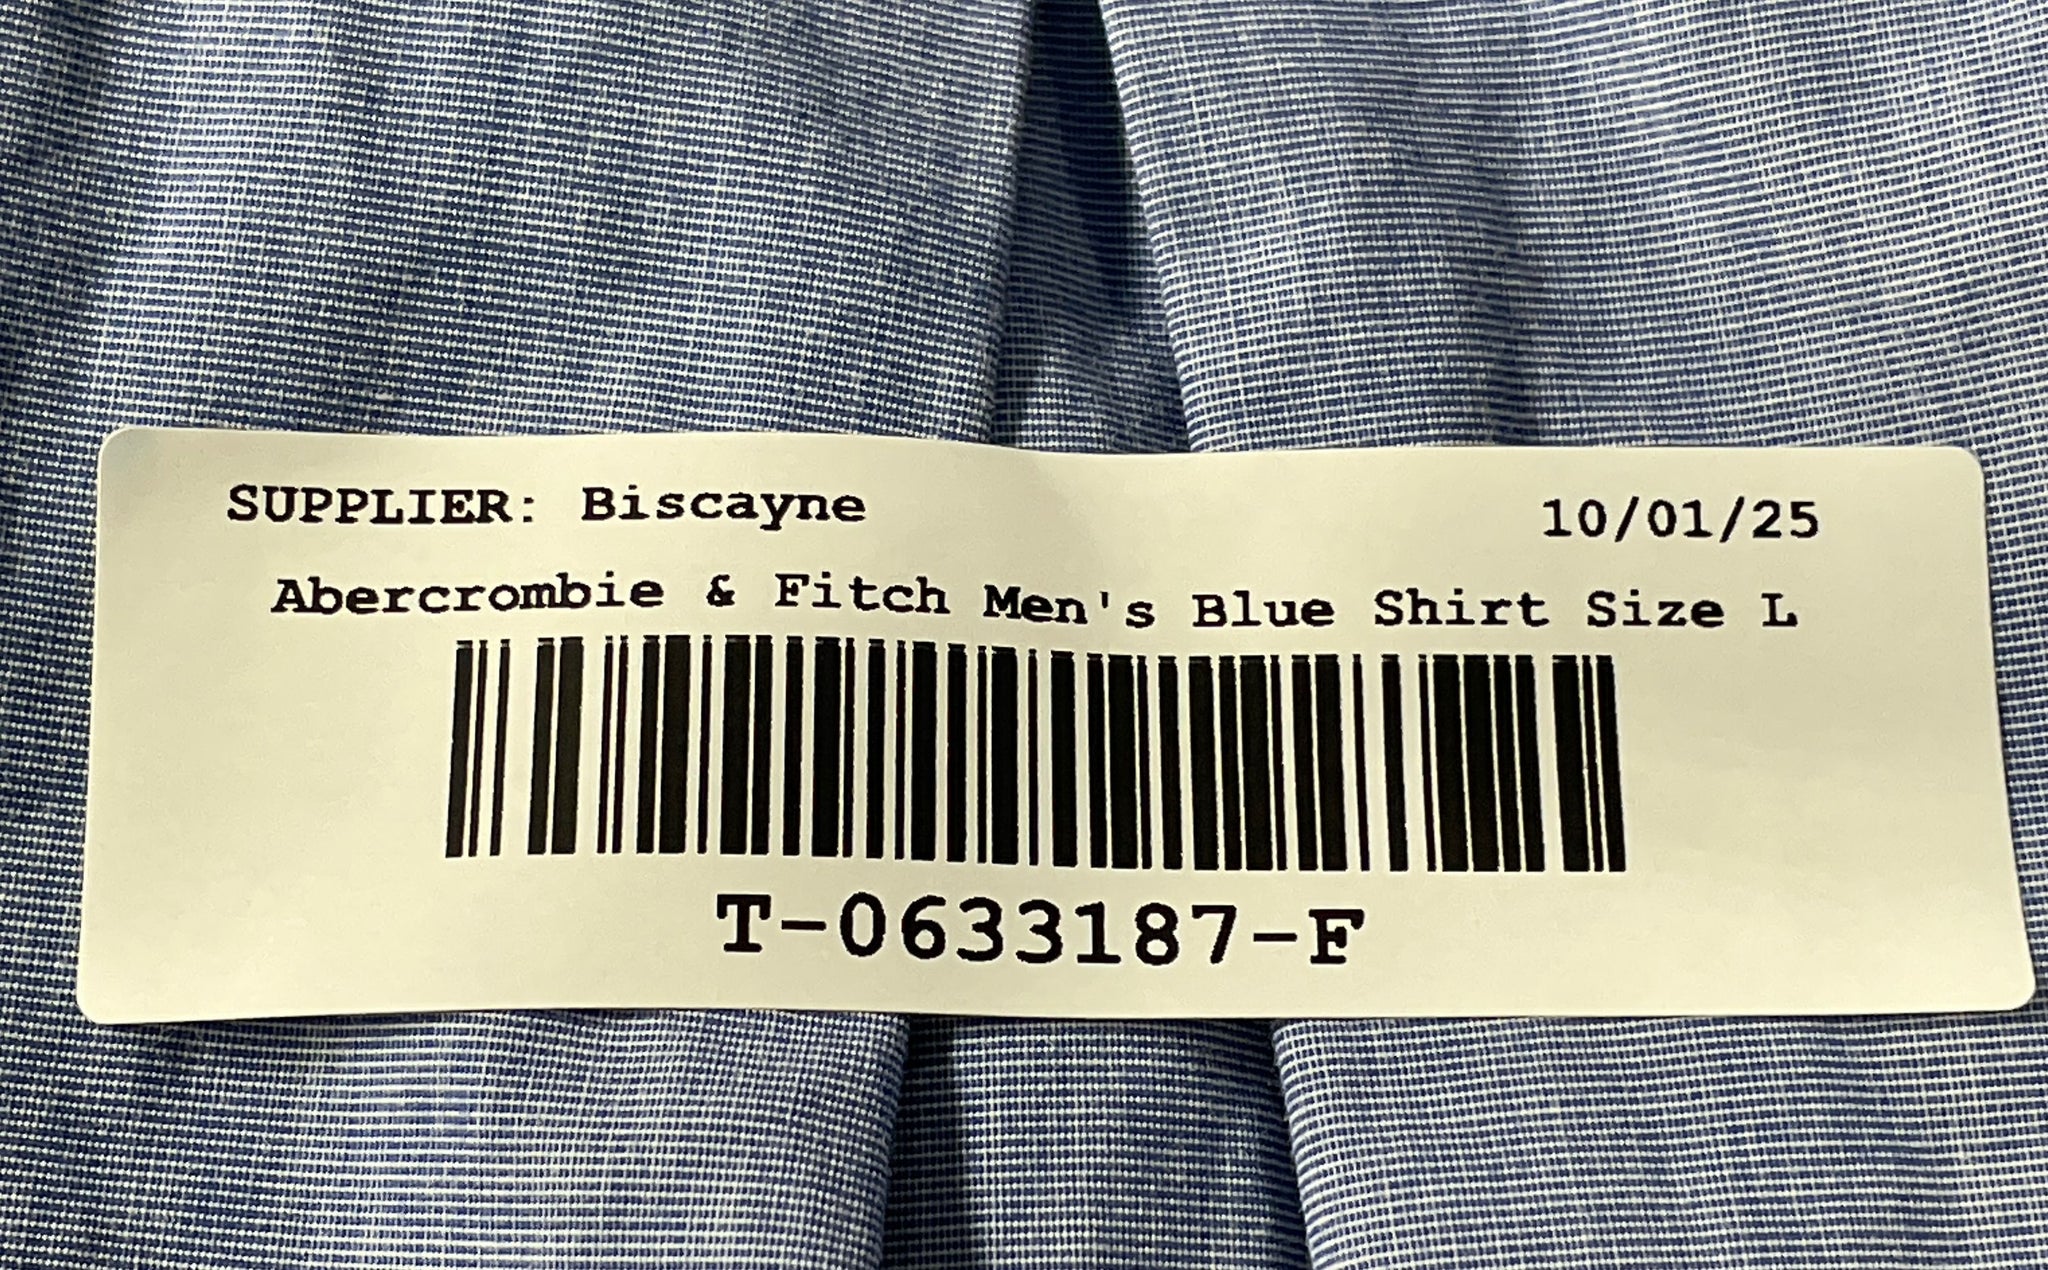 SUPPLIER: Biscayne 10/01/25
Abercrombie & Fitch Men's Blue Shirt Size L
T-0633187-F